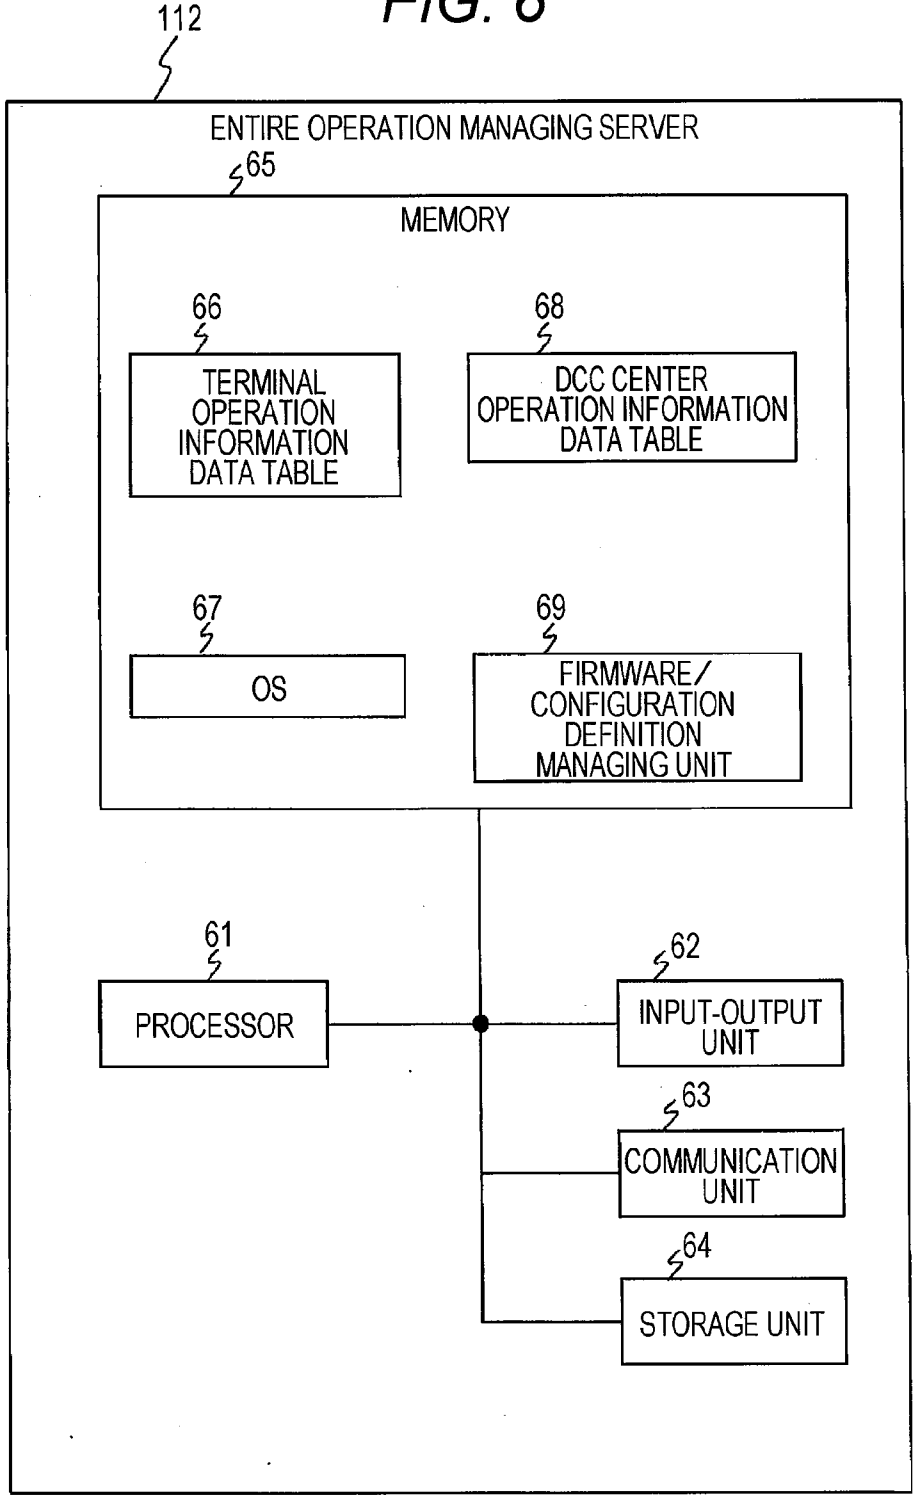 FIG. 6
112
ENTIRE OPERATION MANAGING SERVER
65
MEMORY
66
TERMINAL
OPERATION
INFORMATION
DATA TABLE
68
DCC CENTER
OPERATION INFORMATION
DATA TABLE
67
OS
69
FIRMWARE/
CONFIGURATION
DEFINITION
MANAGING UNIT
61
PROCESSOR
62
INPUT-OUTPUT
UNIT
63
COMMUNICATION
UNIT
64
STORAGE UNIT